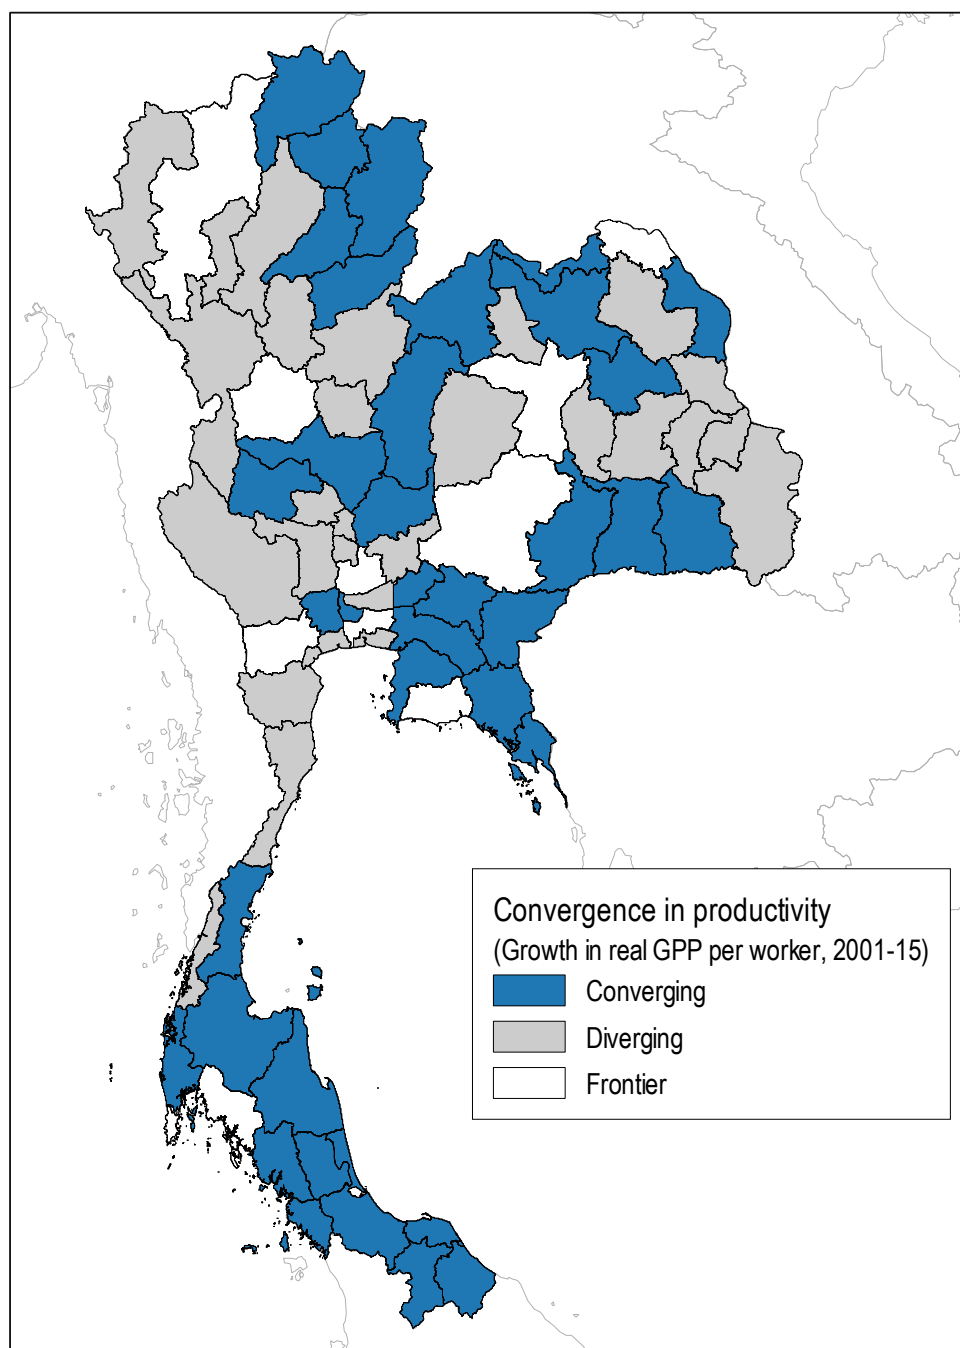 Convergence in productivity
(Growth in real GPP per worker, 2001-15)
Converging
Diverging
Frontier